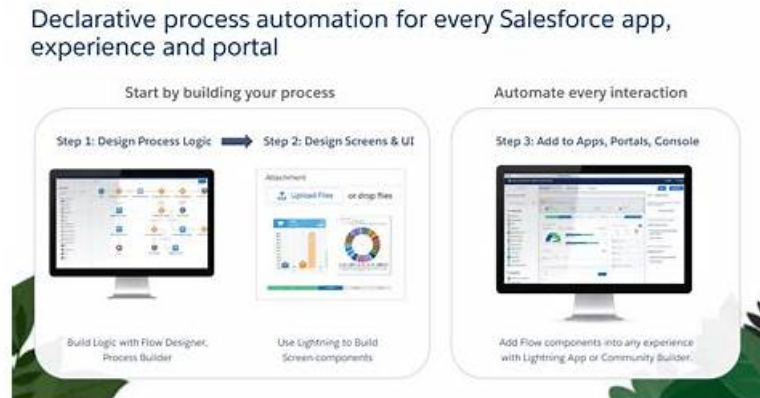 Declarative process automation for every Salesforce app,
experience and portal
Start by building your process
Automate every interaction
Step 1: Design Process Logic
Step 2: Design Screens & UI
Step 3: Add to Apps, Portals, Console
Attachment
Upload Files
or drop files
Build Logic with Flow Designer,
Process Builder
Use Lightning to Build
Screen components
Add Flow components into any experience
with Lightning App or Community Builder.